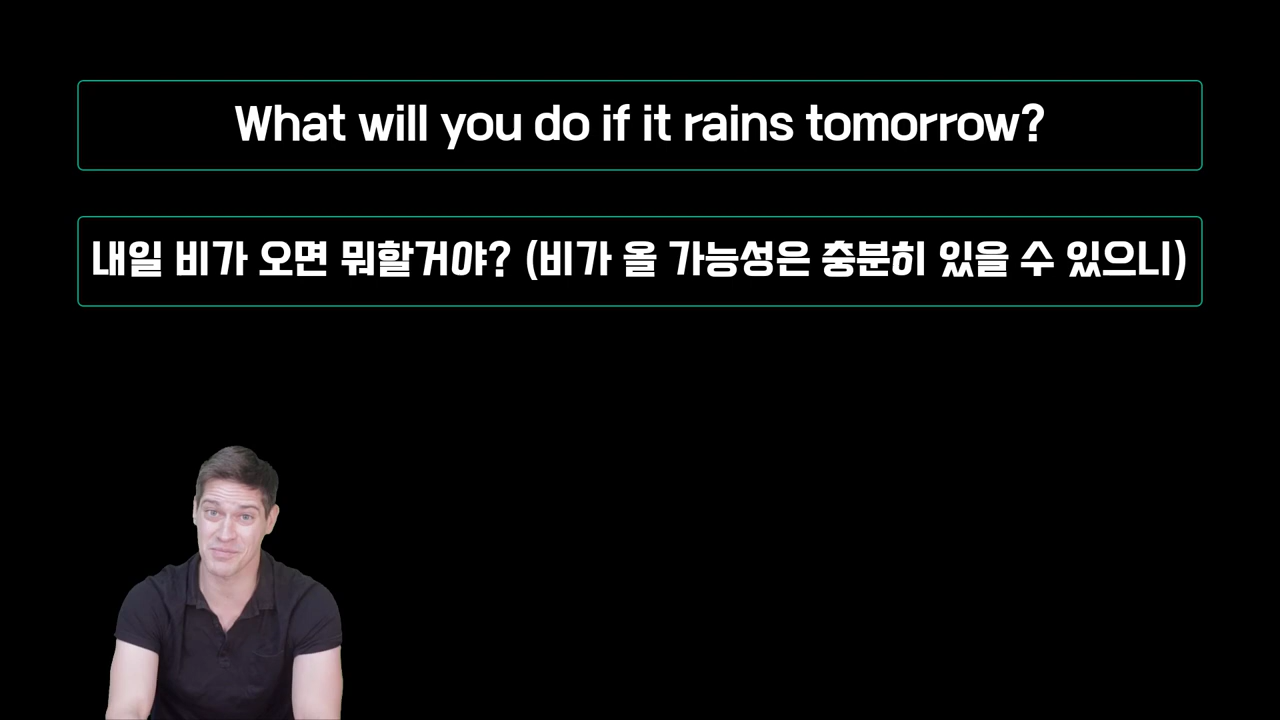 What will you do if it rains tomorrow?
내일 비가 오면 뭐할거야? (비가 올 가능성은 충분히 있을 수 있으니)